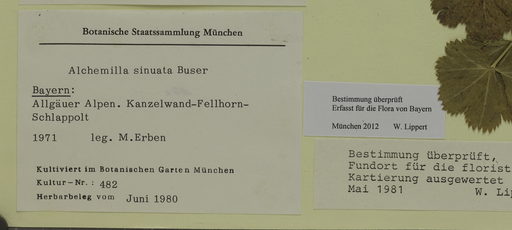 Botanische Staatssammlung München
Alchemilla sinuata Buser
Bayern:
Allgäuer Alpen. Kanzelwand-Fellhorn-
Schlappolt
1971 leg. M.Erben
Kultiviert im Botanischen Garten München
Kultur-Nr.: 482
Herbarbeleg vom Juni 1980
Bestimmung überprüft
Erfasst für die Flora von Bayern
München 2012 W. Lippert
Bestimmung überprüft,
Fundort für die florist
Kartierung ausgewertet
Mai 1981 W. Lip